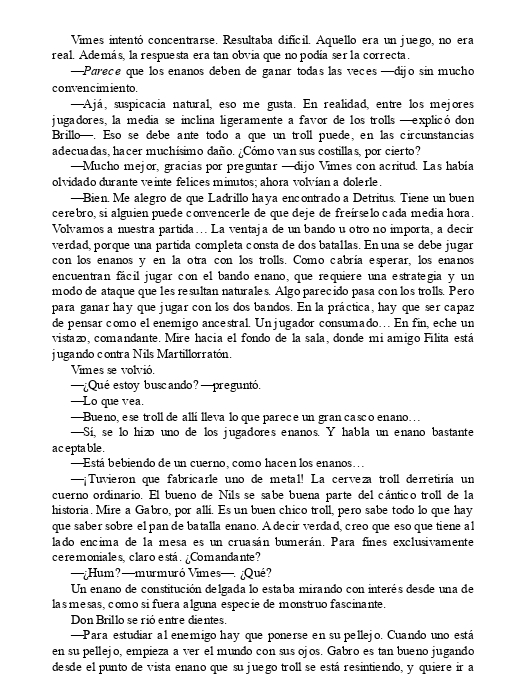 Vimes intentó concentrarse. Resultaba difícil. Aquello era un juego, no era
real. Además, la respuesta era tan obvia que no podía ser la correcta.
—Parece que los enanos deben de ganar todas las veces —dijo sin mucho
convencimiento.
—Ajá, suspicacia natural, eso me gusta. En realidad, entre los mejores
jugadores, la media se inclina ligeramente a favor de los trolls —explicó don
Brillo—. Eso se debe ante todo a que un troll puede, en las circunstancias
adecuadas, hacer muchísimo daño. ¿Cómo van sus costillas, por cierto?
—Mucho mejor, gracias por preguntar —dijo Vimes con acritud. Las había
olvidado durante veinte felices minutos; ahora volvían a dolerle.
—Bien. Me alegro de que Ladrillo haya encontrado a Detritus. Tiene un buen
cerebro, si alguien puede convencerle de que deje de freírselo cada media hora.
Volvamos a nuestra partida… La ventaja de un bando u otro no importa, a decir
verdad, porque una partida completa consta de dos batallas. En una se debe jugar
con los enanos y en la otra con los trolls. Como cabría esperar, los enanos
encuentran fácil jugar con el bando enano, que requiere una estrategia y un
modo de ataque que les resultan naturales. Algo parecido pasa con los trolls. Pero
para ganar hay que jugar con los dos bandos. En la práctica, hay que ser capaz
de pensar como el enemigo ancestral. Un jugador consumado… En fin, eche un
vistazo, comandante. Mire hacia el fondo de la sala, donde mi amigo Filita está
jugando contra Nils Martillorratón.
Vimes se volvió.
—¿Qué estoy buscando? —preguntó.
—Lo que vea.
—Bueno, ese troll de allí lleva lo que parece un gran casco enano…
—Sí, se lo hizo uno de los jugadores enanos. Y habla un enano bastante
aceptable.
—Está bebiendo de un cuerno, como hacen los enanos…
—¡Tuvieron que fabricarle uno de metal! La cerveza troll derretiría un
cuerno ordinario. El bueno de Nils se sabe buena parte del cántico troll de la
historia. Mire a Gabro, por allí. Es un buen chico troll, pero sabe todo lo que hay
que saber sobre el pan de batalla enano. A decir verdad, creo que eso que tiene al
lado encima de la mesa es un cruasán bumerán. Para fines exclusivamente
ceremoniales, claro está. ¿Comandante?
—¿Hum? —murmuró Vimes—. ¿Qué?
Un enano de constitución delgada lo estaba mirando con interés desde una de
las mesas, como si fuera alguna especie de monstruo fascinante.
Don Brillo se rió entre dientes.
—Para estudiar al enemigo hay que ponerse en su pellejo. Cuando uno está
en su pellejo, empieza a ver el mundo con sus ojos. Gabro es tan bueno jugando
desde el punto de vista enano que su juego troll se está resintiendo, y quiere ir a